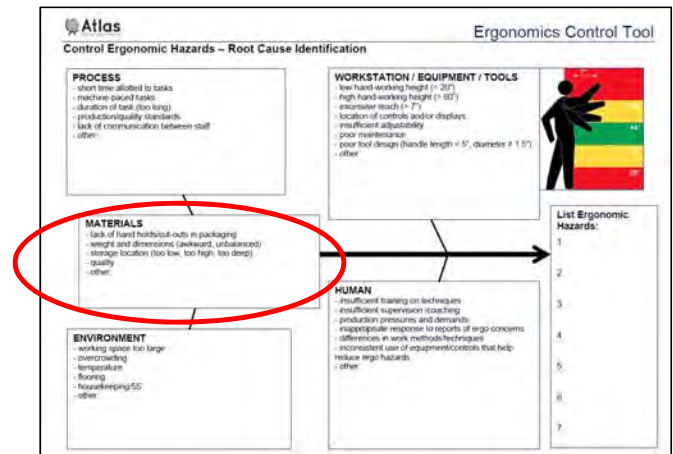 Atlas
Ergonomics Control Tool
Control Ergonomic Hazards – Root Cause Identification
PROCESS
- short time allotted to tasks
- machine-paced tasks
- duration of task (too long)
- production/quality standards
- lack of communication between staff
- other:
WORKSTATION / EQUIPMENT / TOOLS
- low hand-working height (< 20")
- high hand-working height (> 60")
- excessive reach (> 7")
- location of controls and/or displays
- insufficient adjustability
- poor maintenance
- poor tool design (handle length < 5", diameter ≠ 1.5")
- other
MATERIALS
- lack of hand holds/cut-outs in packaging
- weight and dimensions (awkward, unbalanced)
- storage location (too low, too high, too deep)
- quality
- other:
List Ergonomic
Hazards:
1
2
3
4
5
6
7
HUMAN
- insufficient training on techniques
- insufficient supervision /coaching
- production pressures and demands
- inappropriate response to reports of ergo concerns
- differences in work methods/techniques
- inconsistent use of equipment/controls that help
reduce ergo hazards
- other
ENVIRONMENT
- working space too large
- overcrowding
- temperature
- flooring
- housekeeping/5S
- other: